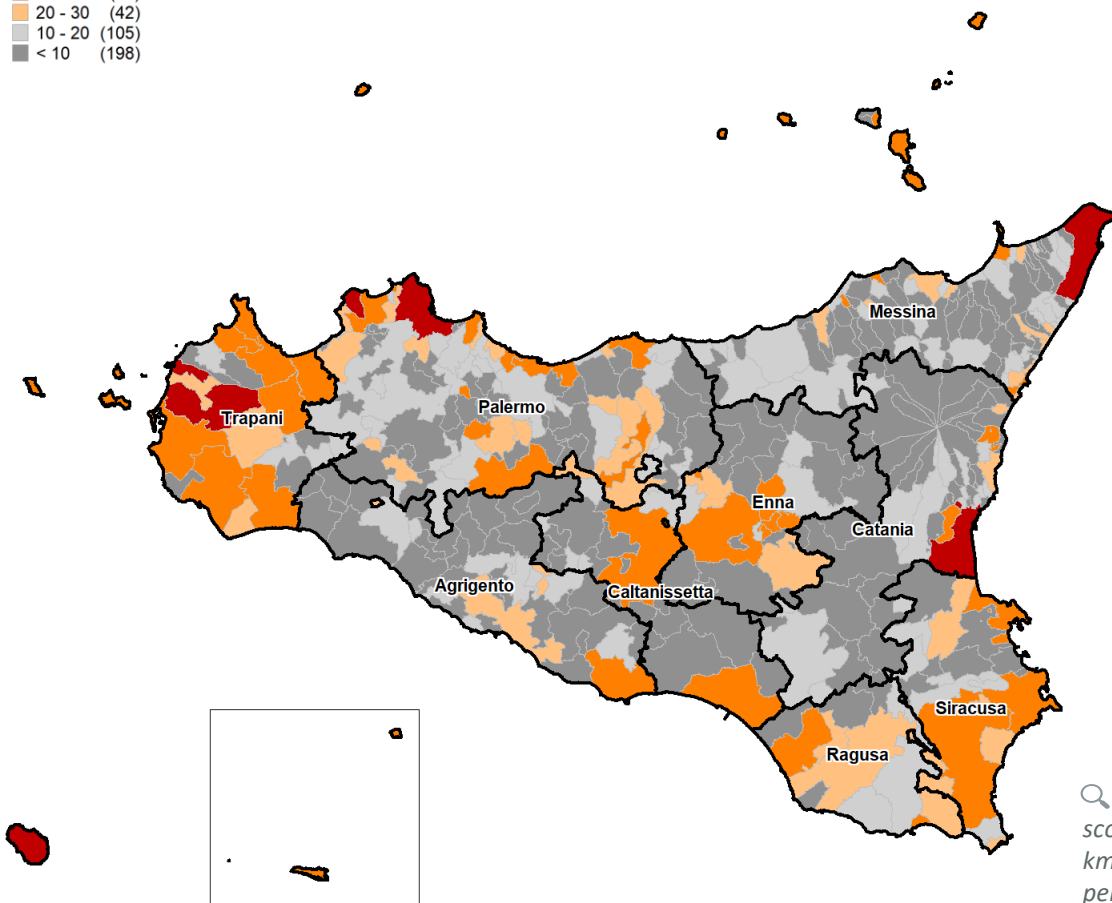 20 - 30 (42)
10 - 20 (105)
< 10 (198)
Messina
Palermo
Trapani
Enna
Catania
Agrigento
Caltanissetta
Siracusa
Ragusa